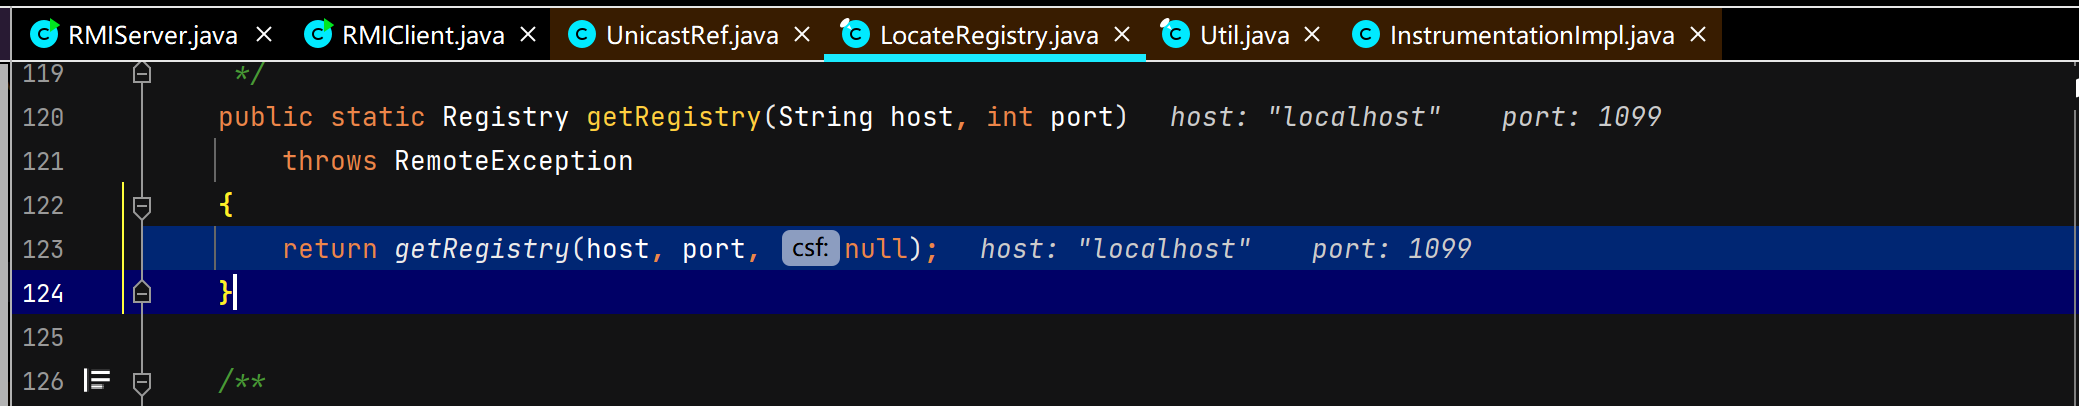 RMIServer.java RMIClient.java UnicastRef.java LocateRegistry.java Util.java InstrumentationImpl.java
119 */
120 public static Registry getRegistry(String host, int port) host: "localhost" port: 1099
121 throws RemoteException
122 {
123 return getRegistry(host, port, csf: null); host: "localhost" port: 1099
124 }
125
126 /**